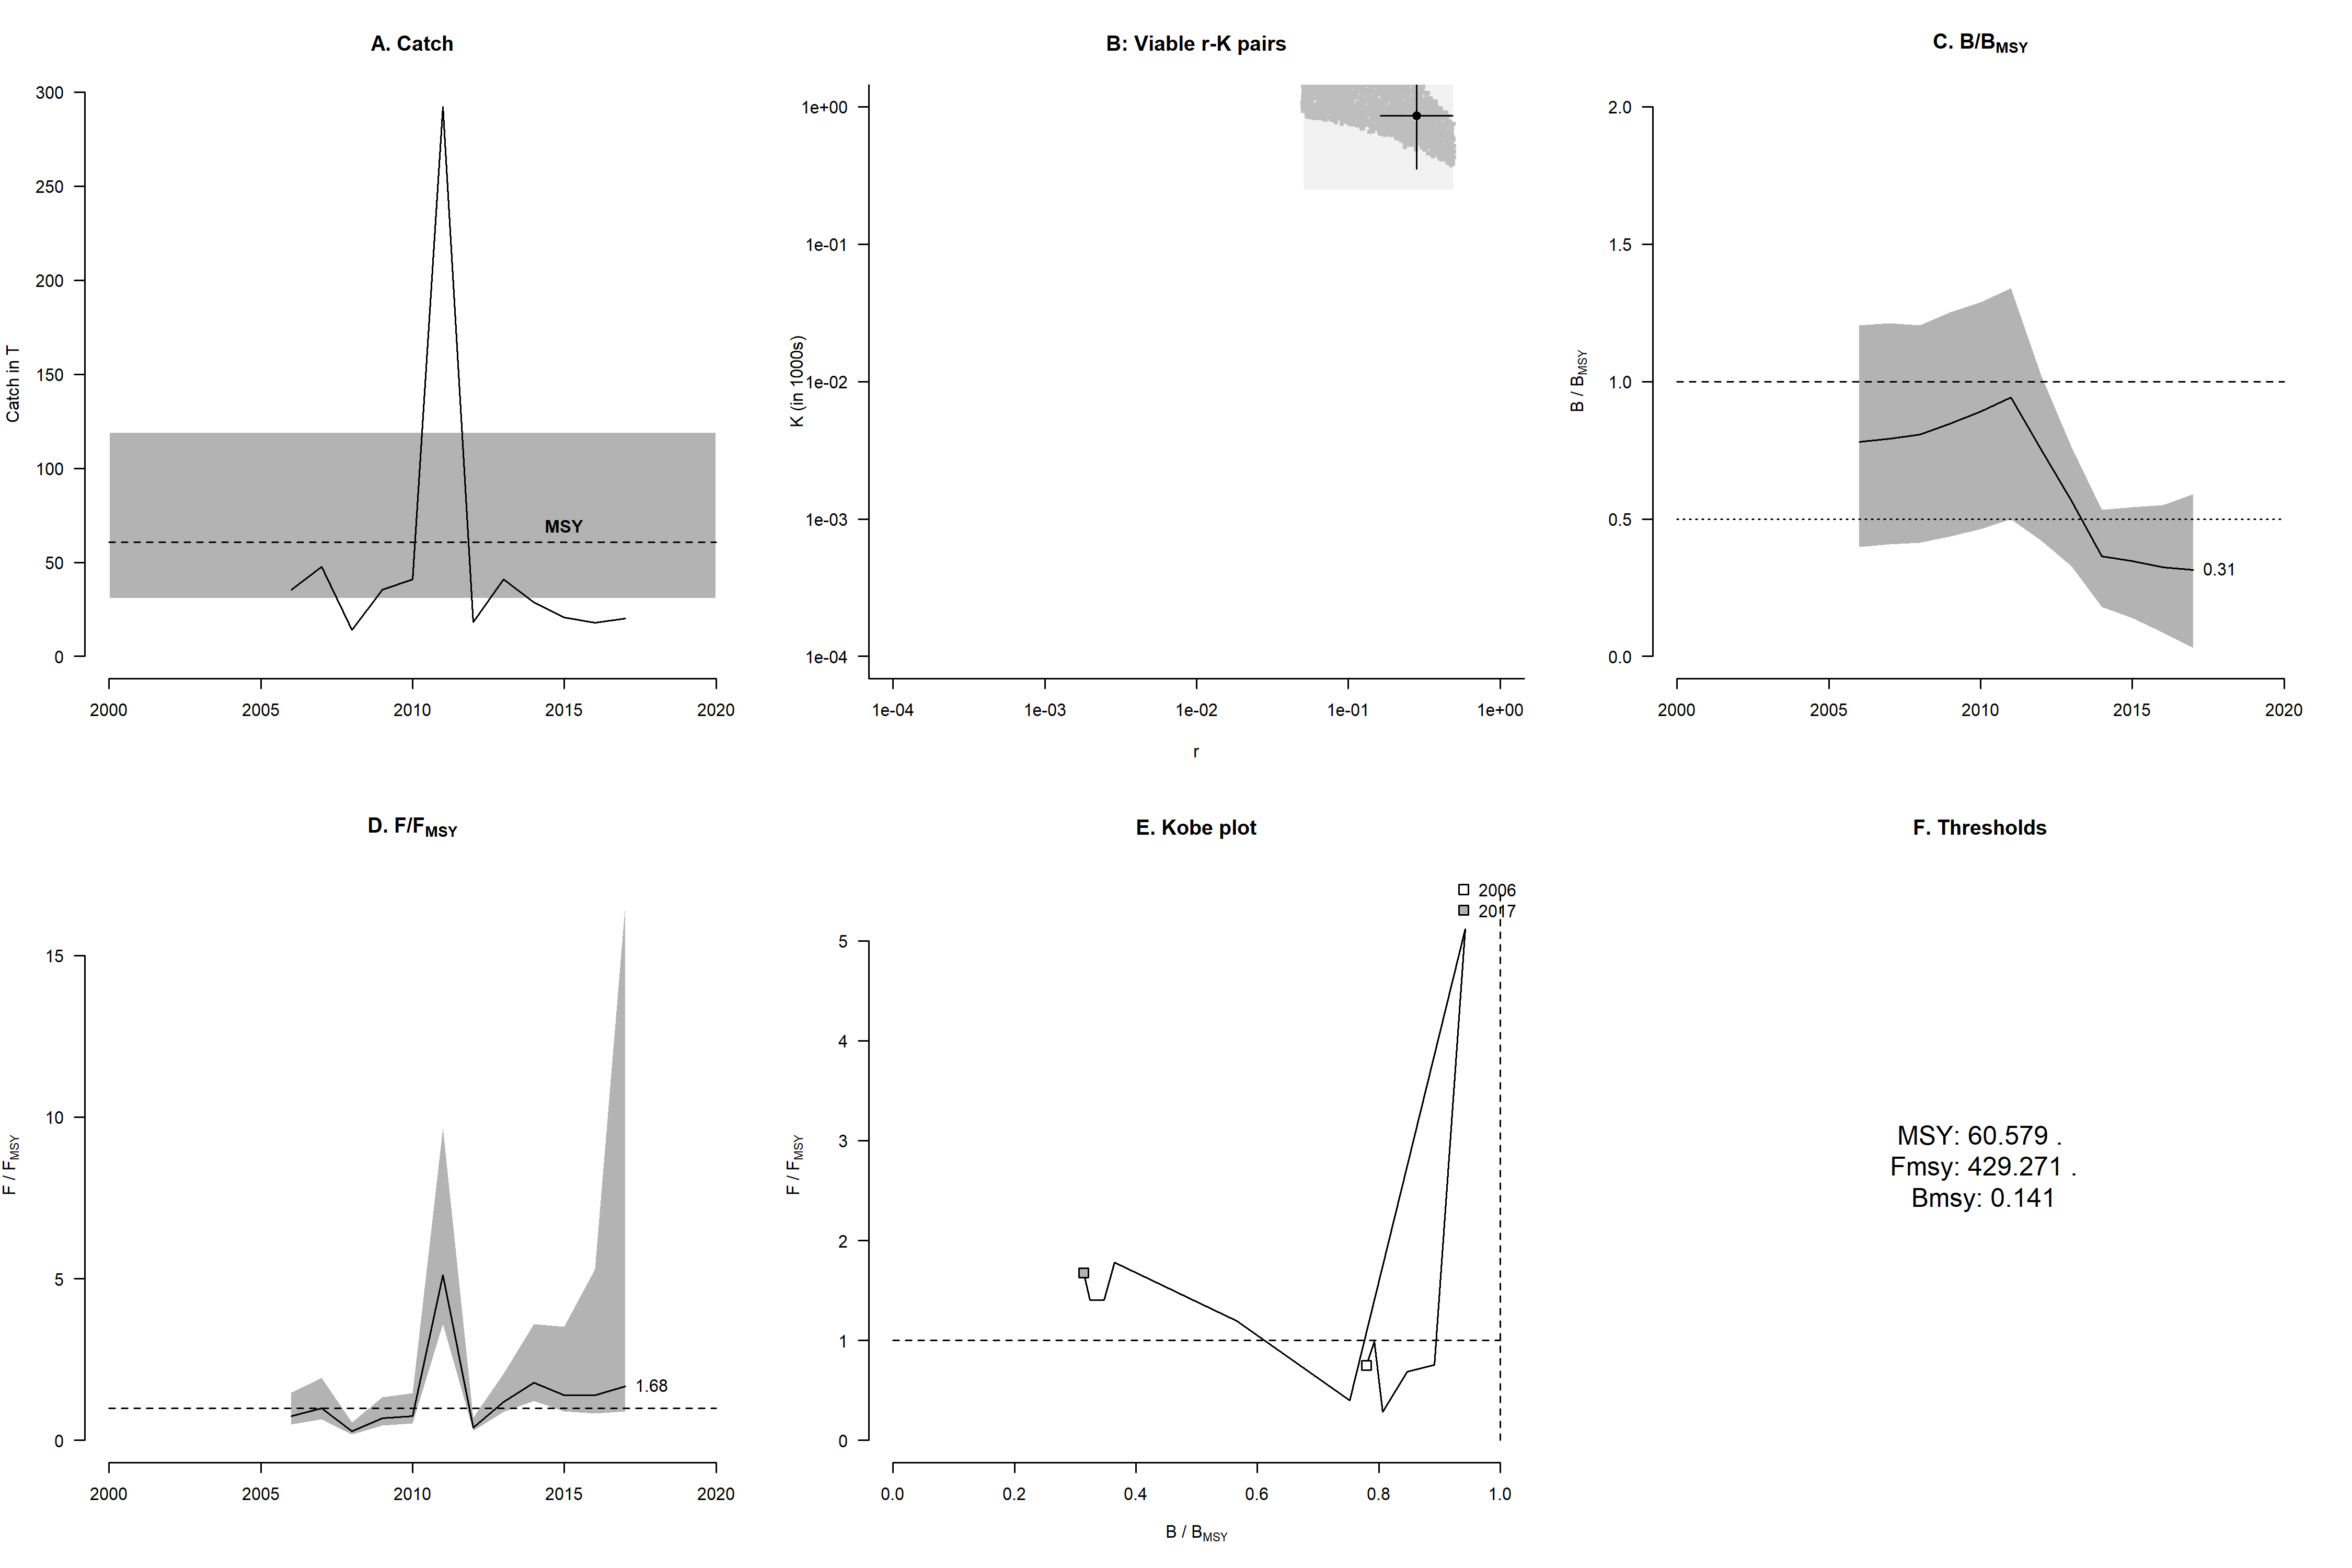 A. Catch
300
250
200
150
100
50
0
Catch in T
MSY
2000 2005 2010 2015 2020
B: Viable r-K pairs
1e+00
1e-01
1e-02
1e-03
1e-04
K (in 1000s)
1e-04 1e-03 1e-02 1e-01 1e+00
r
C. B/BMSY
2.0
1.5
1.0
0.5
0.0
B / BMSY
0.31
2000 2005 2010 2015 2020
D. F/FMSY
15
10
5
0
F / FMSY
1.68
2000 2005 2010 2015 2020
E. Kobe plot
2006
2017
5
4
3
2
1
0
F / FMSY
0.0 0.2 0.4 0.6 0.8 1.0
B / BMSY
F. Thresholds
MSY: 60.579 .
Fmsy: 429.271 .
Bmsy: 0.141